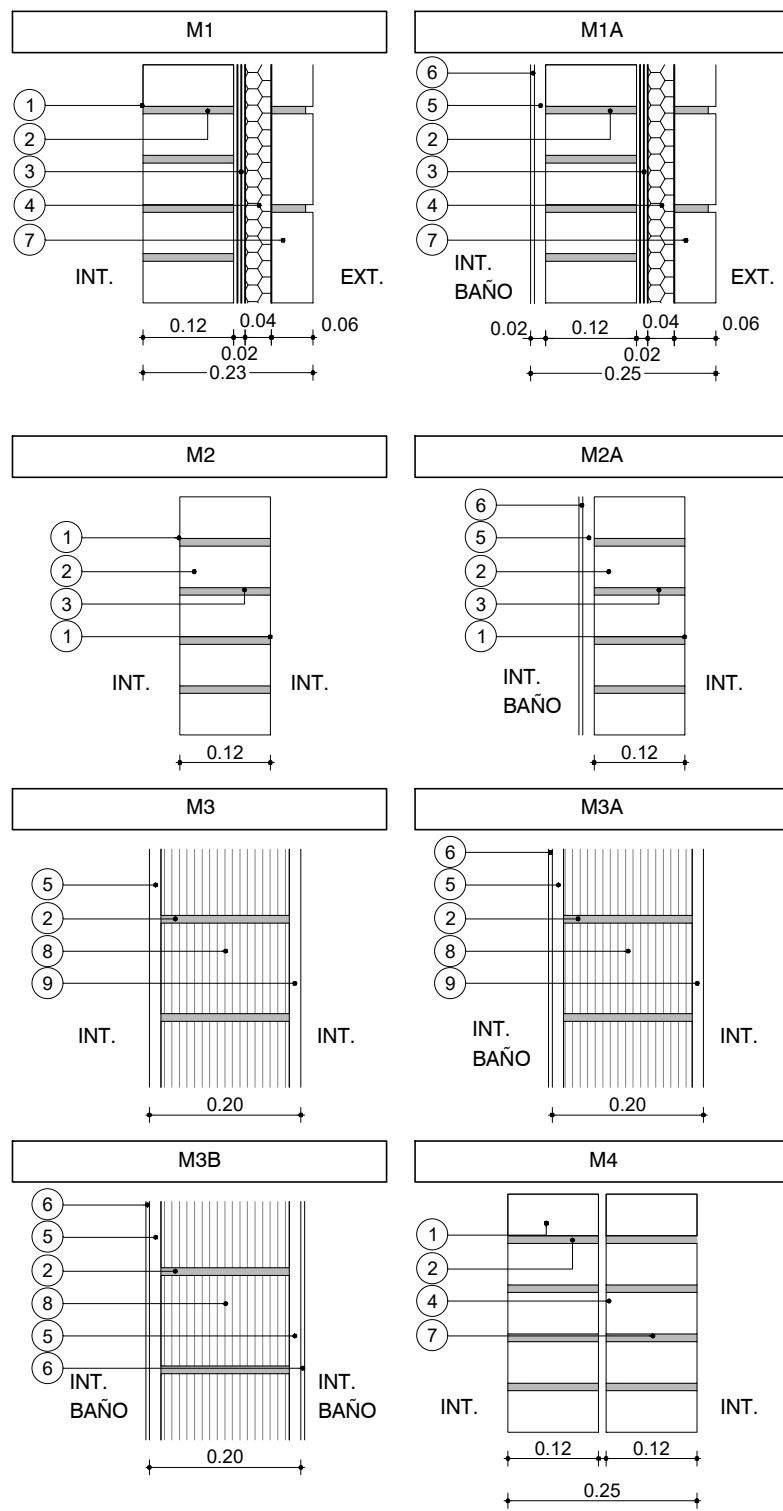 M1
1
2
3
4
7
INT.
EXT.
0.12
0.04
0.06
0.02
0.23
M1A
6
5
2
3
4
7
INT.
BAÑO
EXT.
0.02
0.12
0.04
0.06
0.02
0.25
M2
1
2
3
1
INT.
INT.
0.12
M2A
6
5
2
3
1
INT.
BAÑO
INT.
0.12
M3
5
2
8
9
INT.
INT.
0.20
M3A
6
5
2
8
9
INT.
BAÑO
INT.
0.20
M3B
6
5
2
8
5
6
INT.
BAÑO
INT.
BAÑO
0.20
M4
1
2
4
7
INT.
INT.
0.12
0.12
0.25